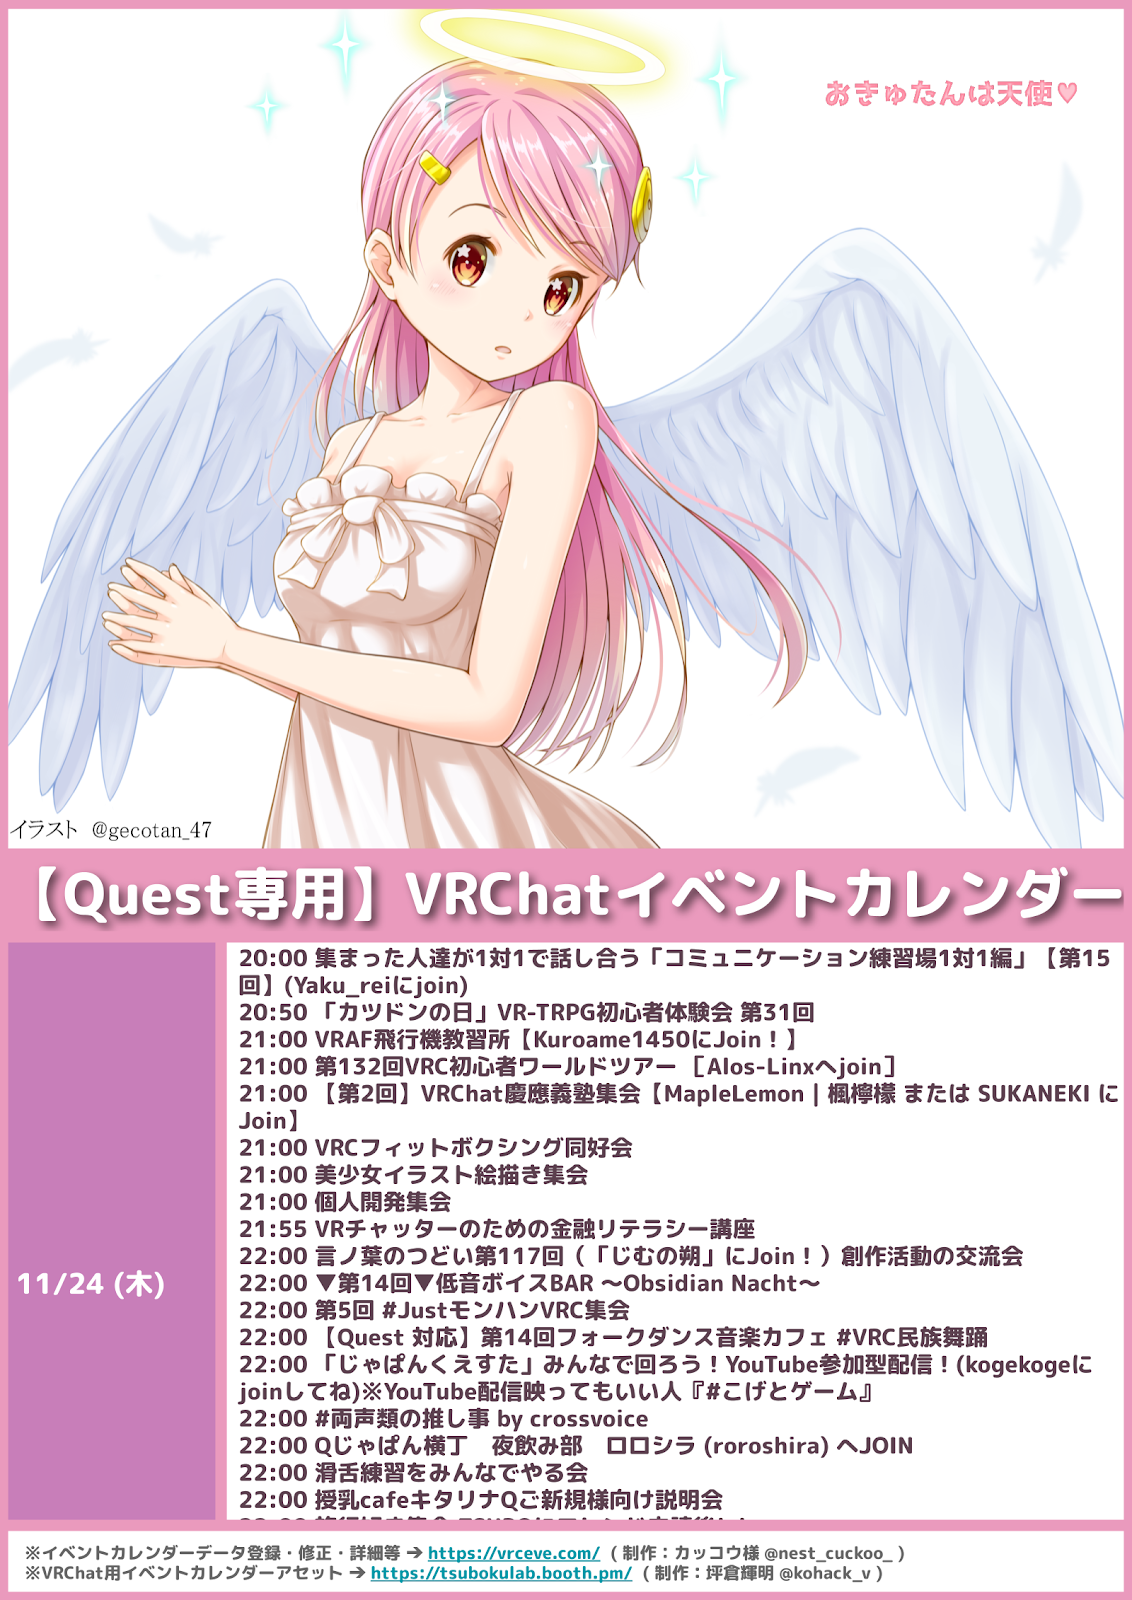 おきゅたんは天使♥
イラスト @gecotan_47
【Quest専用】VRChatイベントカレンダー
11/24 (木)
20:00 集まった人達が1対1で話し合う「コミュニケーション練習場1対1編」【第15
回】(Yaku_reiにjoin)
20:50 「カツドンの日」VR-TRPG初心者体験会 第31回
21:00 VRAF飛行機教習所【Kuroame1450にJoin！】
21:00 第132回VRC初心者ワールドツアー ［Alos-Linxへjoin］
21:00 【第2回】VRChat慶應義塾集会【MapleLemon | 楓檸檬 または SUKANEKI に
Join】
21:00 VRCフィットボクシング同好会
21:00 美少女イラスト絵描き集会
21:00 個人開発集会
21:55 VRチャッターのための金融リテラシー講座
22:00 言ノ葉のつどい第117回（「じむの朔」にJoin！）創作活動の交流会
22:00 ▼第14回▼低音ボイスBAR ～Obsidian Nacht～
22:00 第5回 #JustモンハンVRC集会
22:00 【Quest 対応】第14回フォークダンス音楽カフェ #VRC民族舞踊
22:00 「じゃぱんくえすた」みんなで回ろう！YouTube参加型配信！(kogekogeに
joinしてね)※YouTube配信映ってもいい人『#こげとゲーム』
22:00 #両声類の推し事 by crossvoice
22:00 Qじゃぱん横丁　夜飲み部　ロロシラ (roroshira) へJOIN
22:00 滑舌練習をみんなでやる会
22:00 授乳cafeキタリナQご新規様向け説明会
※イベントカレンダーデータ登録・修正・詳細等 ➔ https://vrceve.com/ ( 制作：カッコウ様 @nest_cuckoo_ )
※VRChat用イベントカレンダーアセット ➔ https://tsubokulab.booth.pm/ ( 制作：坪倉輝明 @kohack_v )